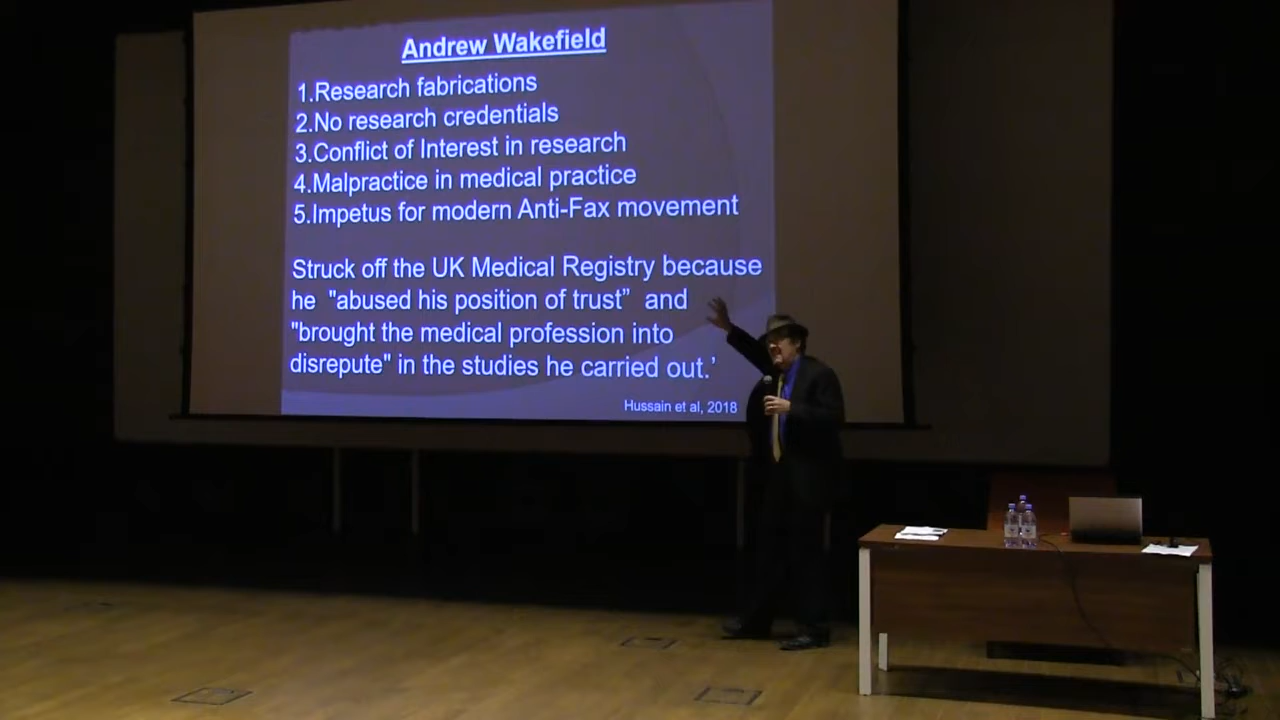 Andrew Wakefield
1.Research fabrications
2.No research credentials
3.Conflict of Interest in research
4.Malpractice in medical practice
5.Impetus for modern Anti-Fax movement
Struck off the UK Medical Registry because
he "abused his position of trust” and
"brought the medical profession into
disrepute" in the studies he carried out.’
Hussain et al, 2018